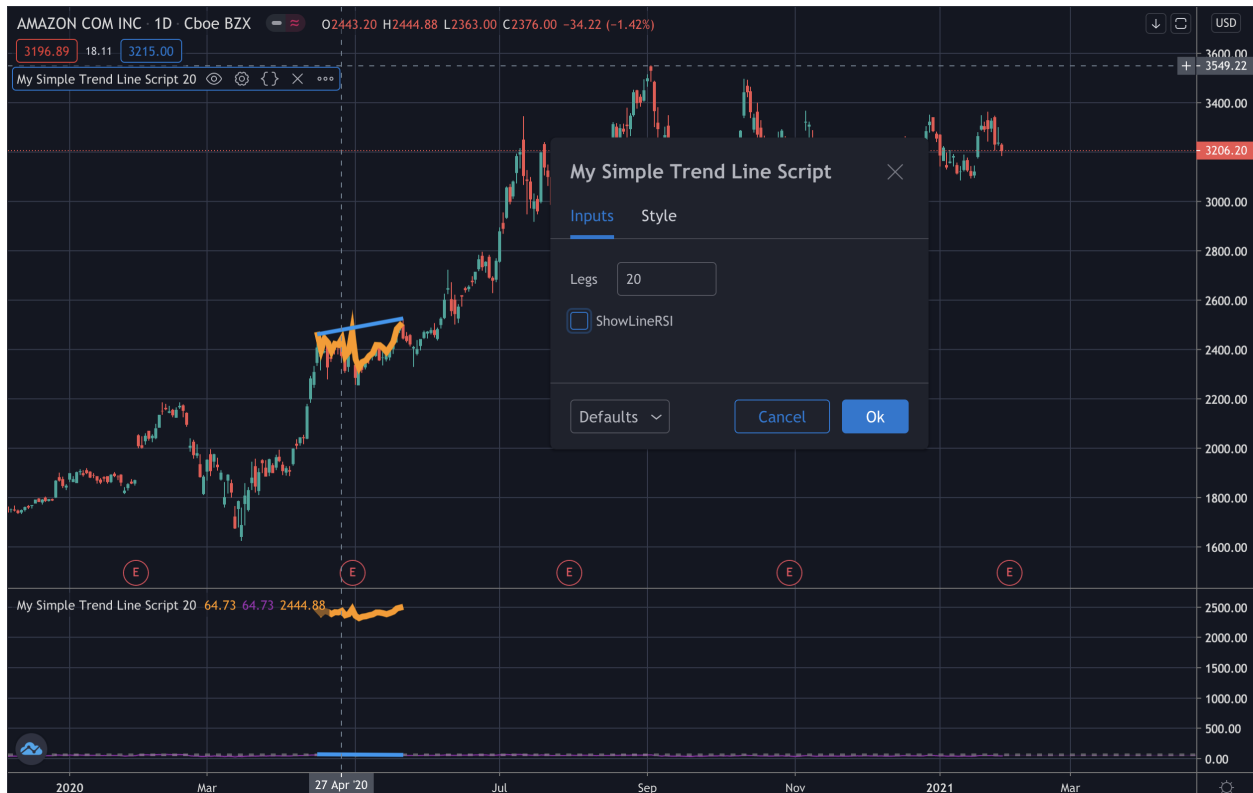 AMAZON COM INC · 1D · Cboe BZX O2443.20 H2444.88 L2363.00 C2376.00 −34.22 (−1.42%)
USD
3196.89 18.11 3215.00
My Simple Trend Line Script 20
3600.00
3549.22
3400.00
3206.20
3000.00
2800.00
2600.00
2400.00
2200.00
2000.00
1800.00
1600.00
My Simple Trend Line Script
Inputs Style
Legs 20
ShowLineRSI
Defaults Cancel Ok
E E E E E
My Simple Trend Line Script 20 64.73 64.73 2444.88
2500.00
2000.00
1500.00
1000.00
500.00
0.00
2020 Mar 27 Apr '20 Jul Sep Nov 2021 Mar